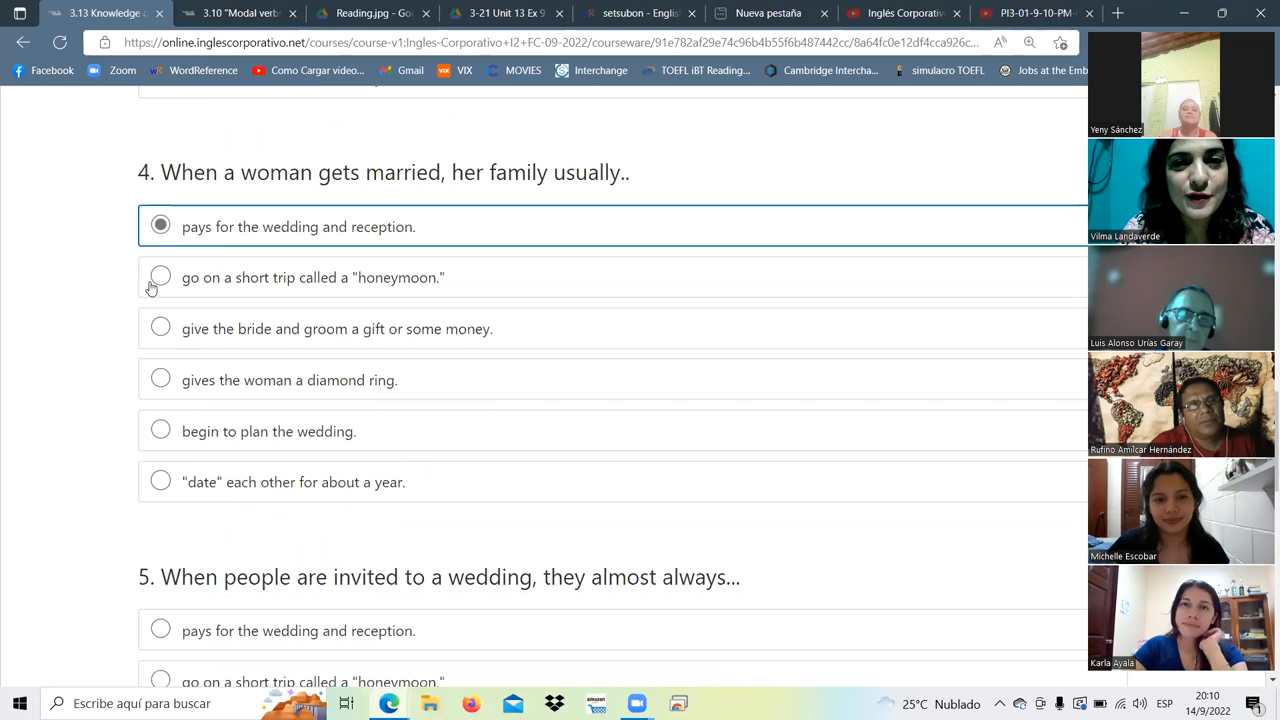 3.13 Knowledge
3.10 "Modal verb
Reading.jpg - Goo
3-21 Unit 13 Ex 9
setsubon - English
Nueva pestaña
Inglés Corporativo
PI3-01-9-10-PM-
https://online.inglescorporativo.net/courses/course-v1:Ingles-Corporativo+I2+FC-09-2022/courseware/91e782af29e74c96b4b55f6b487442cc/8a64fc0e12df4cca926c...
Facebook
Zoom
WordReference
Como Cargar video...
Gmail
VIX
MOVIES
Interchange
TOEFL iBT Reading...
Cambridge Intercha...
simulacro TOEFL
Jobs at the Emb
4. When a woman gets married, her family usually..
pays for the wedding and reception.
go on a short trip called a "honeymoon."
give the bride and groom a gift or some money.
gives the woman a diamond ring.
begin to plan the wedding.
"date" each other for about a year.
5. When people are invited to a wedding, they almost always...
pays for the wedding and reception.
go on a short trip called a "honeymoon."
Yeny Sánchez
Vilma Landaverde
Luis Alonso Urías Garay
Rufino Amilcar Hernández
Michelle Escobar
Karla Ayala
Escribe aquí para buscar
amazon
25°C Nublado
ESP
20:10
14/9/2022
1